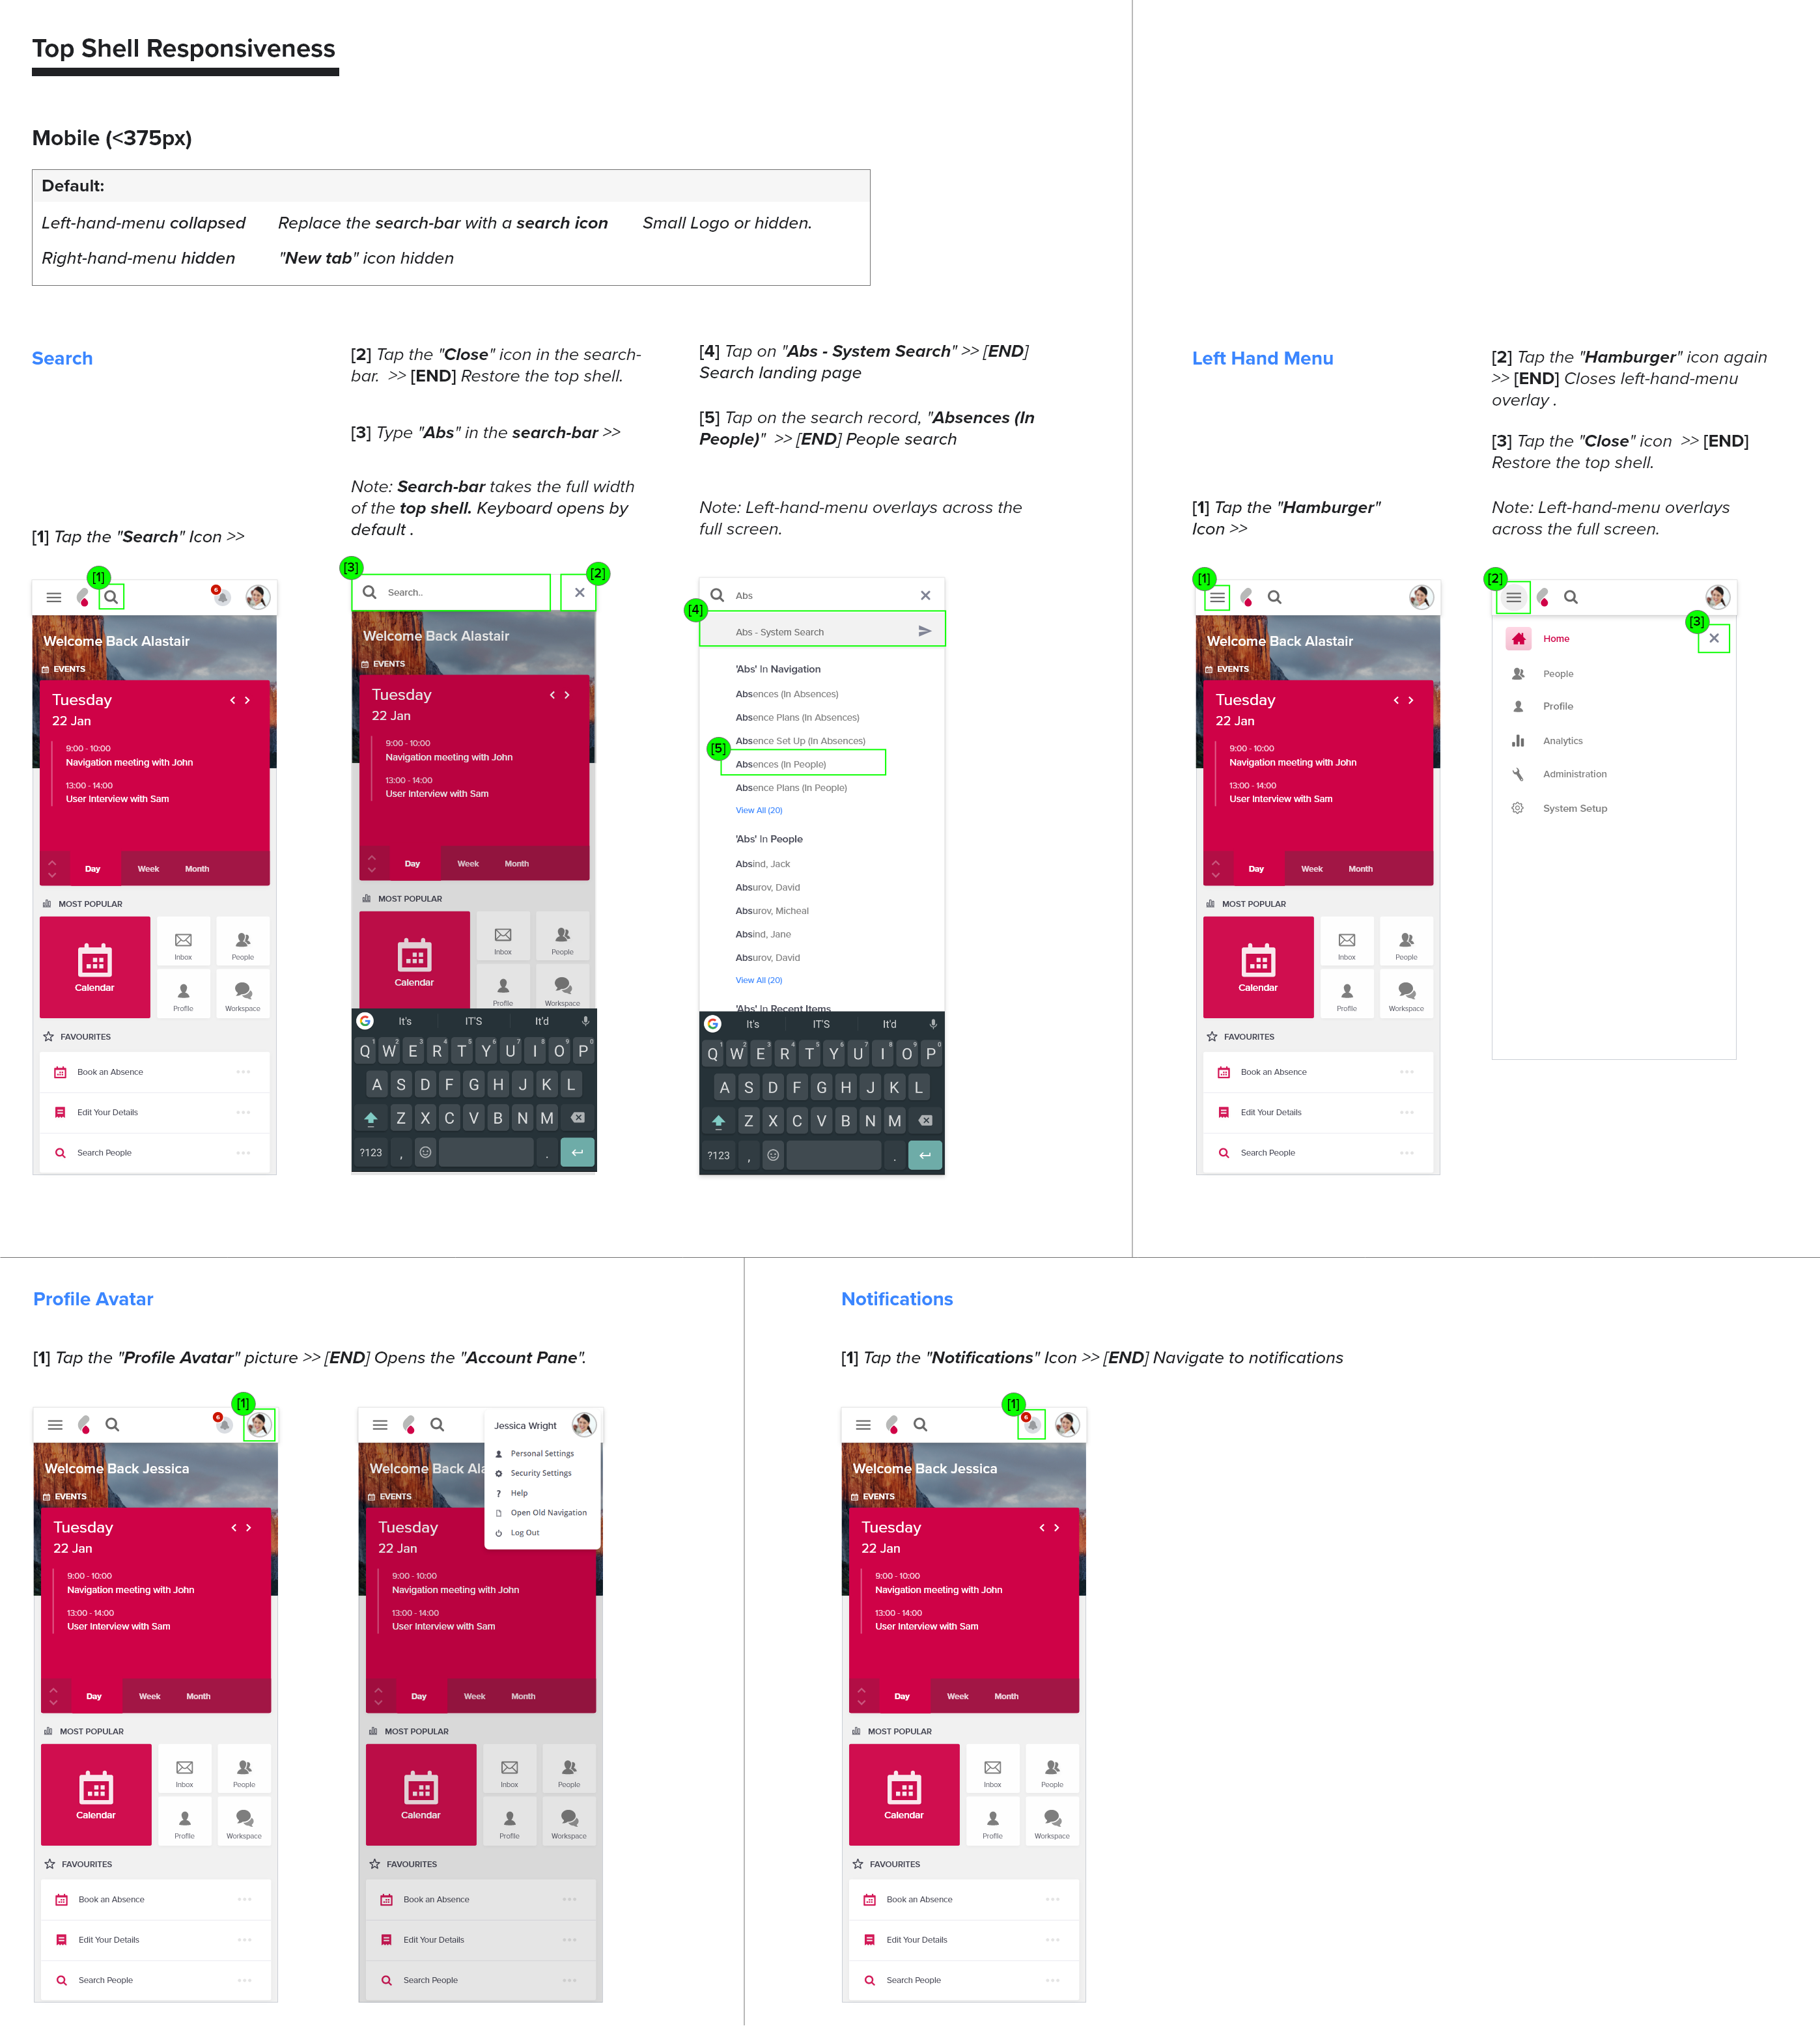 Top Shell Responsiveness
Mobile (<375px)
Default:
Left-hand-menu collapsed Replace the search-bar with a search icon Small Logo or hidden.
Right-hand-menu hidden "New tab" icon hidden
Search
[1] Tap the "Search" Icon >>
[2] Tap the "Close" icon in the search-
bar. >> [END] Restore the top shell.
[3] Type "Abs" in the search-bar >>
Note: Search-bar takes the full width
of the top shell. Keyboard opens by
default .
[4] Tap on "Abs - System Search" >> [END]
Search landing page
[5] Tap on the search record, "Absences (In
People)" >> [END] People search
Note: Left-hand-menu overlays across the
full screen.
[1]
6
Welcome Back Alastair
EVENTS
Tuesday
22 Jan
9:00 - 10:00
Navigation meeting with John
13:00 - 14:00
User Interview with Sam
Day Week Month
MOST POPULAR
Calendar
Inbox People
Profile Workspace
FAVOURITES
Book an Absence
Edit Your Details
Search People
[3] [2]
Search..
Welcome Back Alastair
EVENTS
Tuesday
22 Jan
9:00 - 10:00
Navigation meeting with John
13:00 - 14:00
User Interview with Sam
Day Week Month
MOST POPULAR
Calendar
Inbox People
Profile Workspace
G It's IT'S It'd
Q1 W2 E3 R4 T5 Y6 U7 I8 O9 P0
A S D F G H J K L
Z X C V B N M
?123 , .
Abs
[4]
Abs - System Search
'Abs' In Navigation
Absences (In Absences)
Absence Plans (In Absences)
Absence Set Up (In Absences)
[5]
Absences (In People)
Absence Plans (In People)
View All (20)
'Abs' In People
Absind, Jack
Absurov, David
Absurov, Micheal
Absind, Jane
Absurov, David
View All (20)
'Abs' In Recent Items
G It's IT'S It'd
Q1 W2 E3 R4 T5 Y6 U7 I8 O9 P0
A S D F G H J K L
Z X C V B N M
?123 , .
Left Hand Menu
[1] Tap the "Hamburger"
Icon >>
[2] Tap the "Hamburger" icon again
>> [END] Closes left-hand-menu
overlay .
[3] Tap the "Close" icon >> [END]
Restore the top shell.
Note: Left-hand-menu overlays
across the full screen.
[1]
Welcome Back Alastair
EVENTS
Tuesday
22 Jan
9:00 - 10:00
Navigation meeting with John
13:00 - 14:00
User Interview with Sam
Day Week Month
MOST POPULAR
Calendar
Inbox People
Profile Workspace
FAVOURITES
Book an Absence
Edit Your Details
Search People
[2]
[3]
Home
People
Profile
Analytics
Administration
System Setup
Profile Avatar
[1] Tap the "Profile Avatar" picture >> [END] Opens the "Account Pane".
[1]
6
Welcome Back Jessica
EVENTS
Tuesday
22 Jan
9:00 - 10:00
Navigation meeting with John
13:00 - 14:00
User Interview with Sam
Day Week Month
MOST POPULAR
Calendar
Inbox People
Profile Workspace
FAVOURITES
Book an Absence
Edit Your Details
Search People
Jessica Wright
Personal Settings
Security Settings
? Help
Open Old Navigation
Log Out
Welcome Back Ala
EVENTS
Tuesday
22 Jan
9:00 - 10:00
Navigation meeting with John
13:00 - 14:00
User Interview with Sam
Day Week Month
MOST POPULAR
Calendar
Inbox People
Profile Workspace
FAVOURITES
Book an Absence
Edit Your Details
Search People
Notifications
[1] Tap the "Notifications" Icon >> [END] Navigate to notifications
[1]
6
Welcome Back Jessica
EVENTS
Tuesday
22 Jan
9:00 - 10:00
Navigation meeting with John
13:00 - 14:00
User Interview with Sam
Day Week Month
MOST POPULAR
Calendar
Inbox People
Profile Workspace
FAVOURITES
Book an Absence
Edit Your Details
Search People